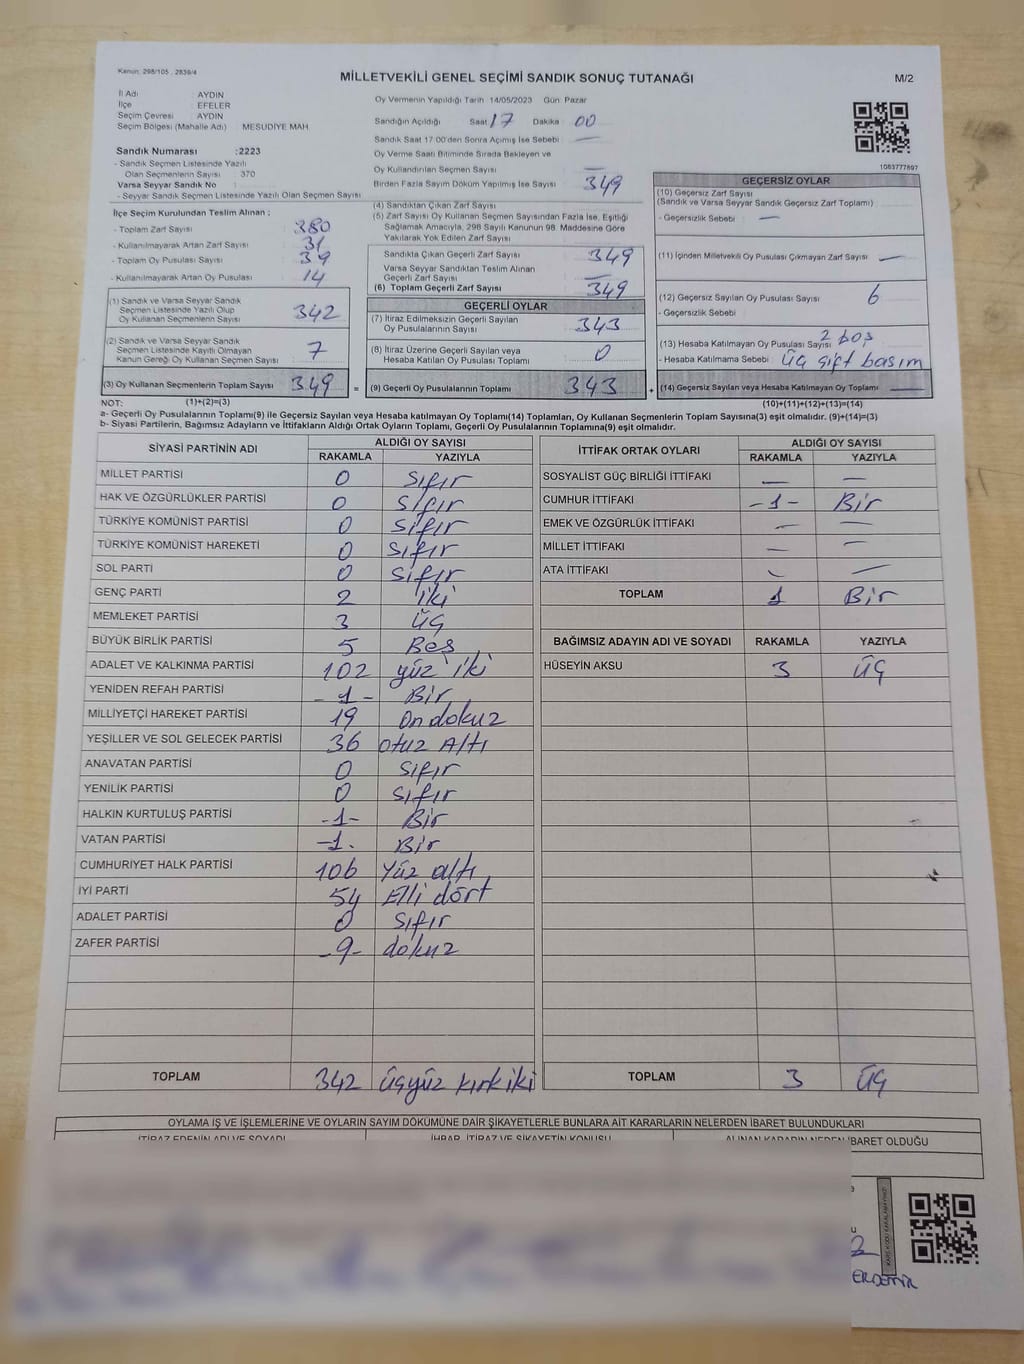 Kanun: 298/105 , 2839/4
MİLLETVEKİLİ GENEL SEÇİMİ SANDIK SONUÇ TUTANAĞI
M/2
İl Adı : AYDIN
İlçe : EFELER
Seçim Çevresi : AYDIN
Seçim Bölgesi (Mahalle Adı) : MESUDİYE MAH
Sandık Numarası :2223
- Sandık Seçmen Listesinde Yazılı
Olan Seçmenlerin Sayısı : 370
Varsa Seyyar Sandık No :
- Seyyar Sandık Seçmen Listesinde Yazılı Olan Seçmen Sayısı :
Oy Vermenin Yapıldığı Tarih 14/05/2023 Gün Pazar
Sandığın Açıldığı Saat 17 Dakika 00
Sandık Saat 17 00'den Sonra Açımış İse Sebebi : —
Oy Verme Saati Bitiminde Sırada Bekleyen ve
Oy Kullandırılan Seçmen Sayısı —
Birden Fazla Sayım Döküm Yapılmış İse Sayısı 349
1083777897
İlçe Seçim Kurulundan Teslim Alınan ;
- Toplam Zarf Sayısı : 380
- Kullanılmayarak Artan Zarf Sayısı : 31
- Toplam Oy Pusulası Sayısı : 39
- Kullanılmayarak Artan Oy Pusulası : 14
(1) Sandık ve Varsa Seyyar Sandık
Seçmen Listesinde Yazılı Olup
Oy Kullanan Seçmenlerin Sayısı : 342
(2) Sandık ve Varsa Seyyar Sandık
Seçmen Listesinde Kayıtlı Olmayan
Kanun Gereği Oy Kullanan Seçmen Sayısı : 7
(3) Oy Kullanan Seçmenlerin Toplam Sayısı : 349 =
(4) Sandıktan Çıkan Zarf Sayısı
(5) Zarf Sayısı Oy Kullanan Seçmen Sayısından Fazla İse, Eşitliği
Sağlamak Amacıyla, 298 Sayılı Kanunun 98. Maddesine Göre
Yakılarak Yok Edilen Zarf Sayısı
Sandıkta Çıkan Geçerli Zarf Sayısı 349
Varsa Seyyar Sandıktan Teslim Alınan
Geçerli Zarf Sayısı —
(6) Toplam Geçerli Zarf Sayısı 349
GEÇERLİ OYLAR
(7) İtiraz Edilmeksizin Geçerli Sayılan
Oy Pusulalarının Sayısı : 343
(8) İtiraz Üzerine Geçerli Sayılan veya
Hesaba Katılan Oy Pusulası Toplamı : 0
(9) Geçerli Oy Pusulalarının Toplamı : 343 +
GEÇERSİZ OYLAR
(10) Geçersiz Zarf Sayısı
(Sandık ve Varsa Seyyar Sandık Geçersiz Zarf Toplamı)
- Geçersizlik Sebebi : —
(11) İçinden Milletvekili Oy Pusulası Çıkmayan Zarf Sayısı —
(12) Geçersiz Sayılan Oy Pusulası Sayısı : 6
- Geçersizlik Sebebi :
(13) Hesaba Katılmayan Oy Pusulası Sayısı 2 boş
- Hesaba Katılmama Sebebi : Üç çift basım
(14) Geçersiz Sayılan veya Hesaba Katılmayan Oy Toplamı —
NOT: (1)+(2)=(3) (10)+(11)+(12)+(13)=(14)
a- Geçerli Oy Pusulalarının Toplamı(9) ile Geçersiz Sayılan veya Hesaba katılmayan Oy Toplamı(14) Toplamları, Oy Kullanan Seçmenlerin Toplam Sayısına(3) eşit olmalıdır. (9)+(14)=(3)
b- Siyasi Partilerin, Bağımsız Adayların ve İttifakların Aldığı Ortak Oyların Toplamı, Geçerli Oy Pusulalarının Toplamına(9) eşit olmalıdır.
SİYASİ PARTİNİN ADI ALDIĞI OY SAYISI
RAKAMLA YAZIYLA
MİLLET PARTİSİ 0 Sıfır
HAK VE ÖZGÜRLÜKLER PARTİSİ 0 Sıfır
TÜRKİYE KOMÜNİST PARTİSİ 0 Sıfır
TÜRKİYE KOMÜNİST HAREKETİ 0 Sıfır
SOL PARTİ 0 Sıfır
GENÇ PARTİ 2 iki
MEMLEKET PARTİSİ 3 Üç
BÜYÜK BİRLİK PARTİSİ 5 Beş
ADALET VE KALKINMA PARTİSİ 102 yüz iki
YENİDEN REFAH PARTİSİ -1- Bir
MİLLİYETÇİ HAREKET PARTİSİ 19 On dokuz
YEŞİLLER VE SOL GELECEK PARTİSİ 36 otuz Altı
ANAVATAN PARTİSİ 0 Sıfır
YENİLİK PARTİSİ 0 Sıfır
HALKIN KURTULUŞ PARTİSİ -1- Bir
VATAN PARTİSİ -1. Bir
CUMHURİYET HALK PARTİSİ 106 Yüz altı
İYİ PARTİ 54 Elli dört
ADALET PARTİSİ 0 Sıfır
ZAFER PARTİSİ -9- dokuz
TOPLAM 342 üçyüz kırk iki
İTTİFAK ORTAK OYLARI ALDIĞI OY SAYISI
RAKAMLA YAZIYLA
SOSYALİST GÜÇ BİRLİĞİ İTTİFAKI — —
CUMHUR İTTİFAKI -1- Bir
EMEK VE ÖZGÜRLÜK İTTİFAKI — —
MİLLET İTTİFAKI — —
ATA İTTİFAKI — —
TOPLAM 1 Bir
BAĞIMSIZ ADAYIN ADI VE SOYADI RAKAMLA YAZIYLA
HÜSEYİN AKSU 3 Üç
TOPLAM 3 Üç
OYLAMA İŞ VE İŞLEMLERİNE VE OYLARIN SAYIM DÖKÜMÜNE DAİR ŞİKAYETLERLE BUNLARA AİT KARARLARIN NELERDEN İBARET BULUNDUKLARI
İTİRAZ EDENİN ADI VE SOYADI İHBAR, İTİRAZ VE ŞİKAYETİN KONUSU ALINAN KARARIN NEDEN İBARET OLDUĞU
ERDEMİR